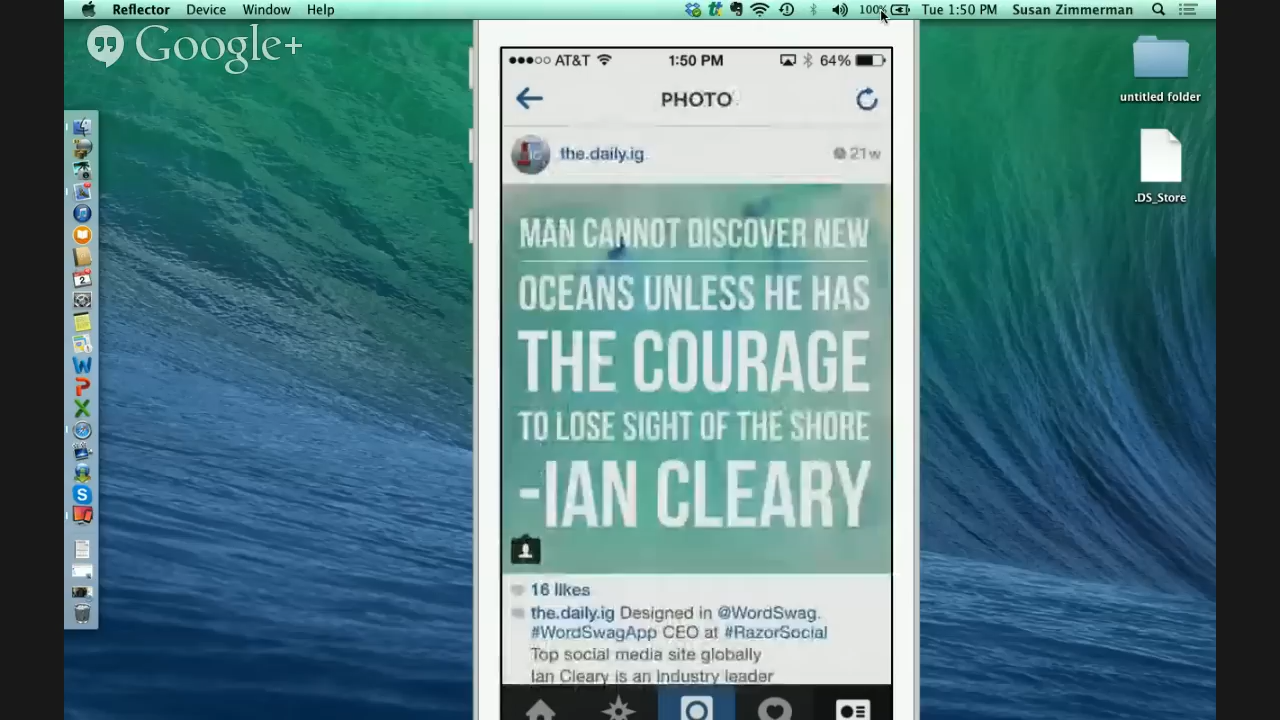 Reflector Device Window Help 100% Tue 1:50 PM Susan Zimmerman
Google+
untitled folder
.DS_Store
AT&T 1:50 PM 64%
PHOTO
the.daily.ig 21w
MAN CANNOT DISCOVER NEW
OCEANS UNLESS HE HAS
THE COURAGE
TO LOSE SIGHT OF THE SHORE
-IAN CLEARY
16 likes
the.daily.ig Designed in @WordSwag.
#WordSwagApp CEO at #RazorSocial
Top social media site globally
Ian Cleary is an industry leader